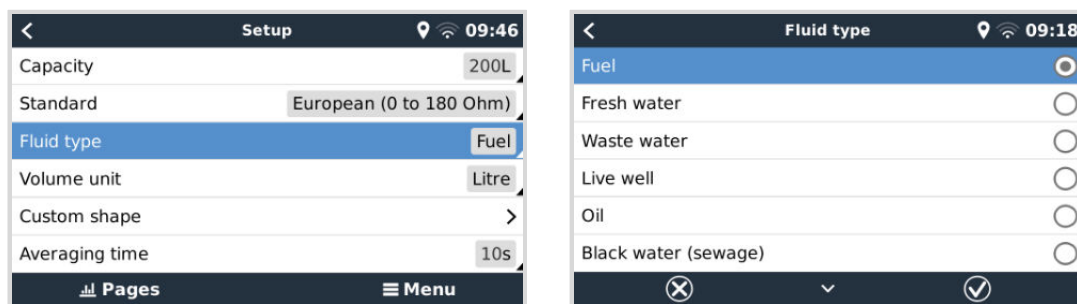 Setup 09:46
Capacity 200L
Standard European (0 to 180 Ohm)
Fluid type Fuel
Volume unit Litre
Custom shape
Averaging time 10s
Pages Menu
Fluid type 09:18
Fuel
Fresh water
Waste water
Live well
Oil
Black water (sewage)